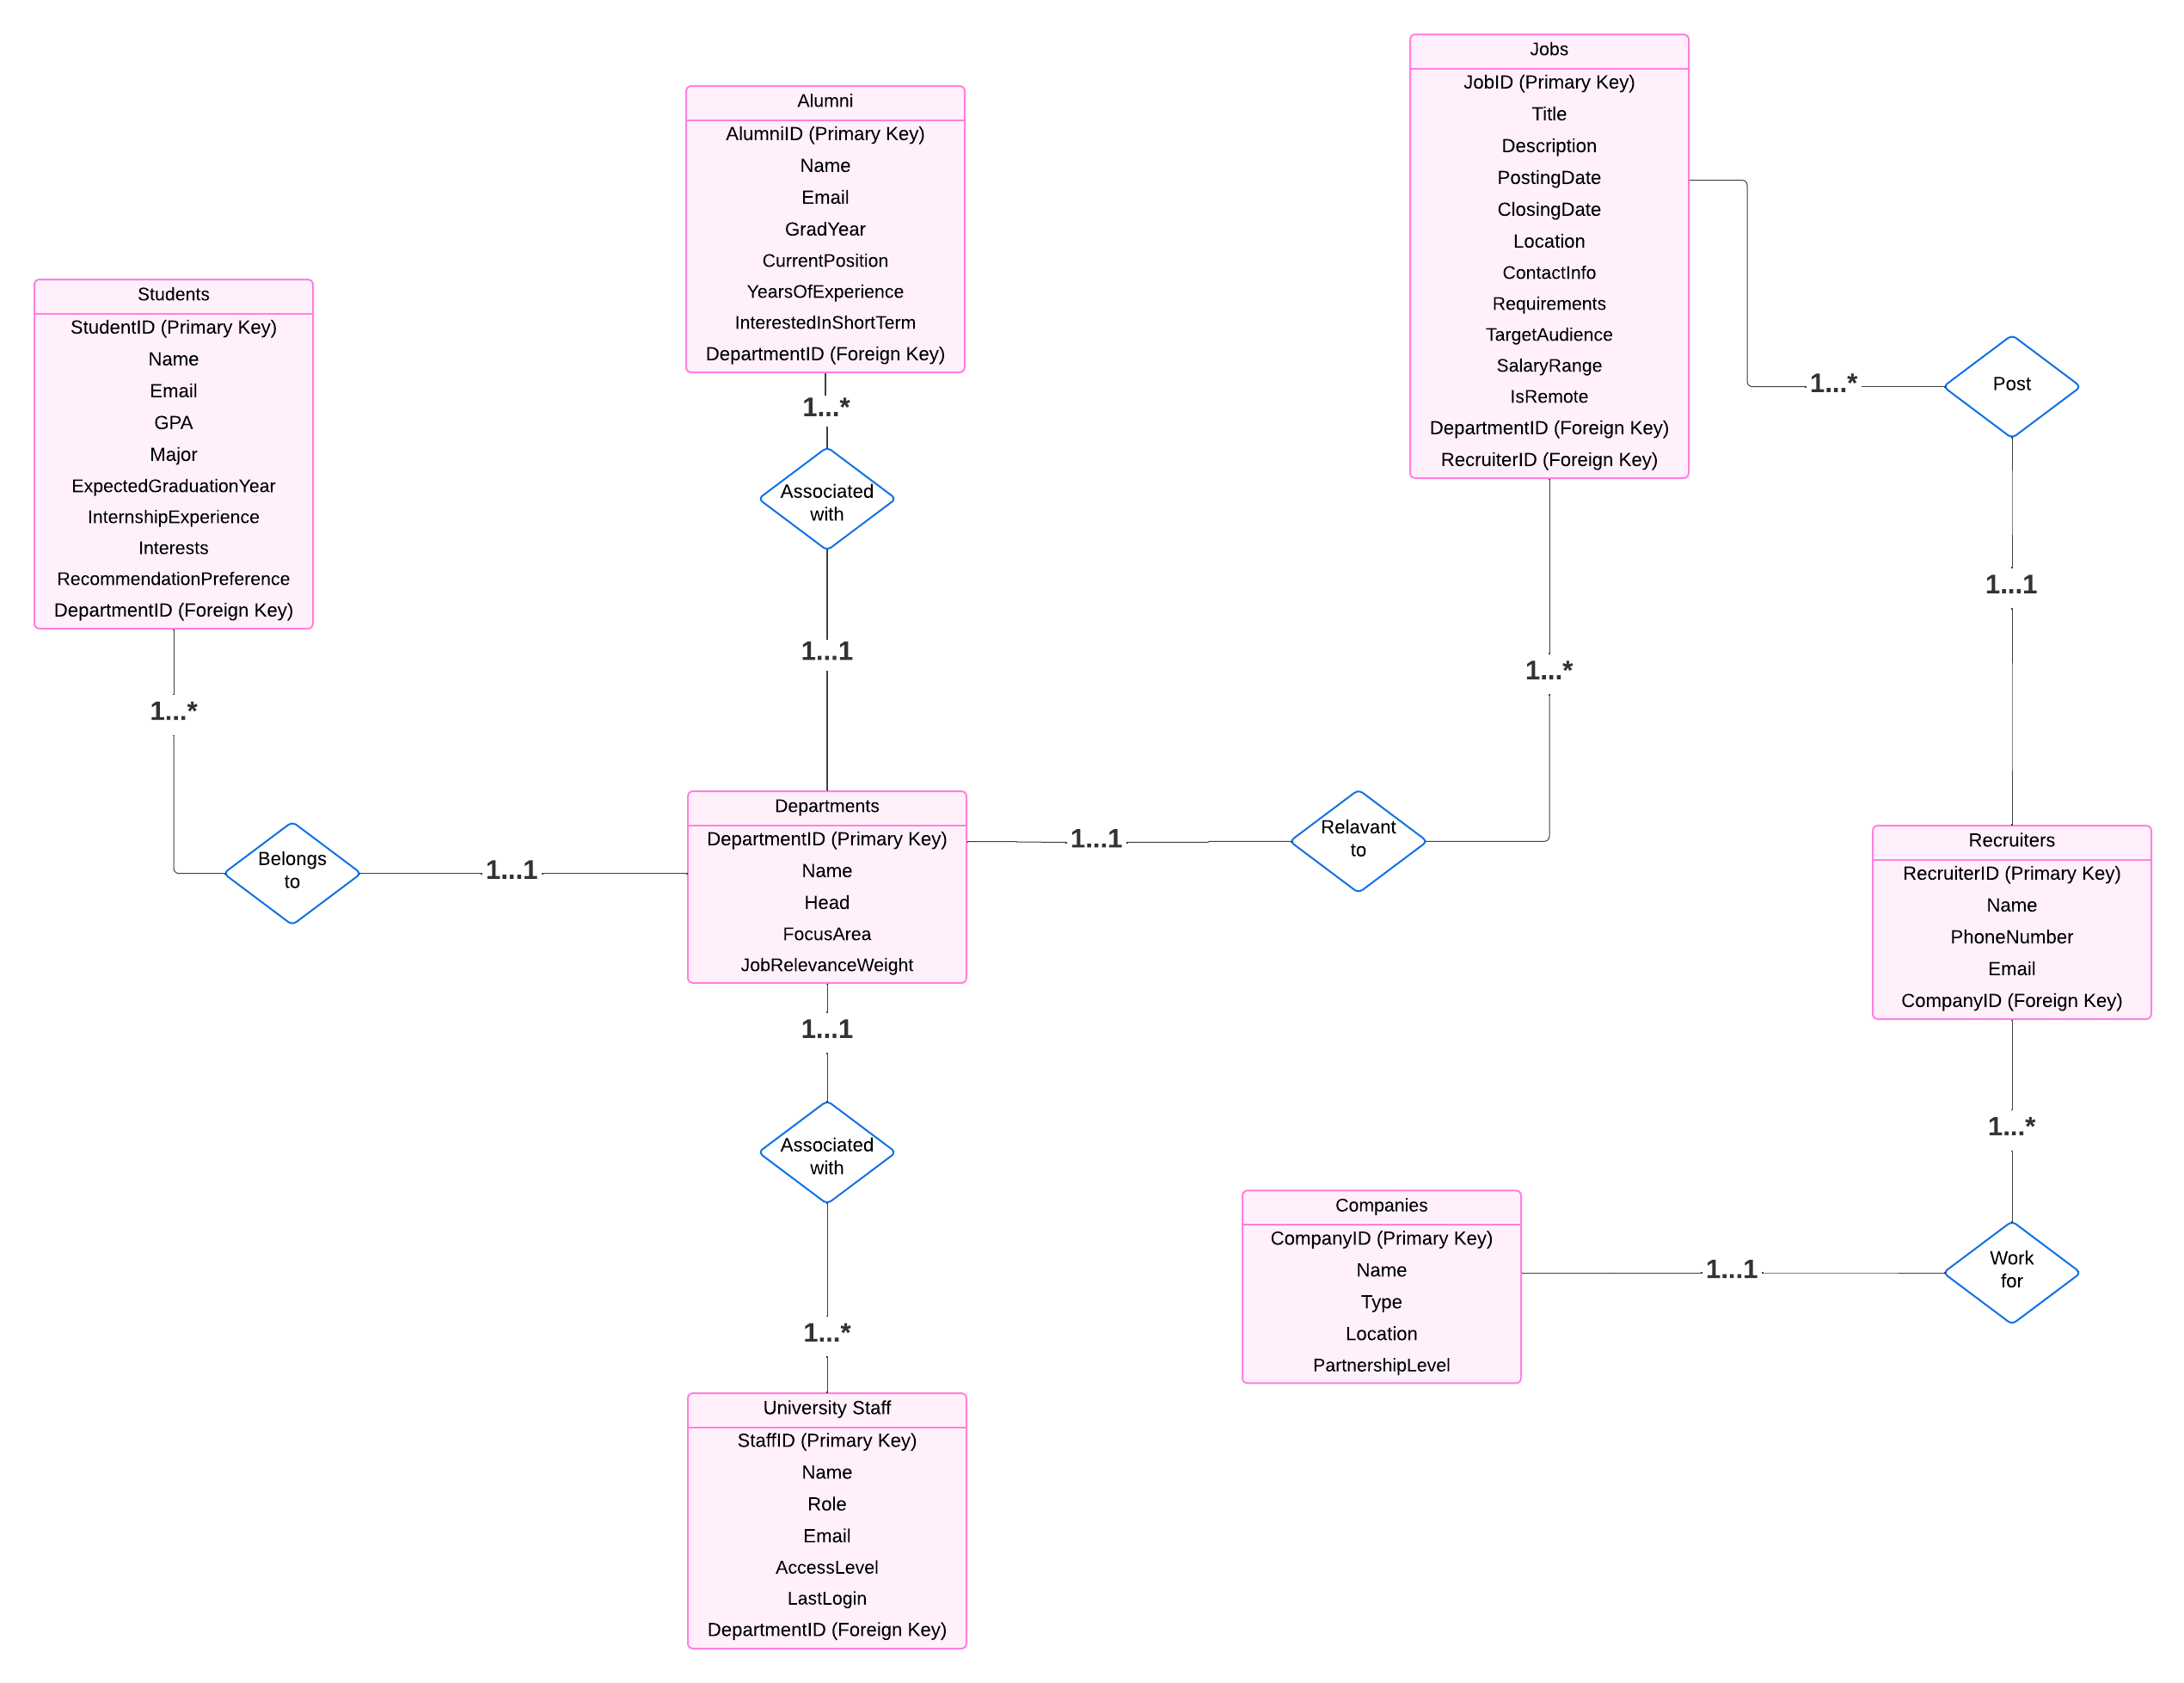 Jobs
JobID (Primary Key)
Title
Description
PostingDate
ClosingDate
Location
ContactInfo
Requirements
TargetAudience
SalaryRange
IsRemote
DepartmentID (Foreign Key)
RecruiterID (Foreign Key)
Alumni
AlumniID (Primary Key)
Name
Email
GradYear
CurrentPosition
YearsOfExperience
InterestedInShortTerm
DepartmentID (Foreign Key)
Students
StudentID (Primary Key)
Name
Email
GPA
Major
ExpectedGraduationYear
InternshipExperience
Interests
RecommendationPreference
DepartmentID (Foreign Key)
1...*
Post
1...*
Associated
with
1...1
1...1
1...*
1...*
Departments
DepartmentID (Primary Key)
Name
Head
FocusArea
JobRelevanceWeight
1...1
Relavant
to
Belongs
to
1...1
Recruiters
RecruiterID (Primary Key)
Name
PhoneNumber
Email
CompanyID (Foreign Key)
1...1
Associated
with
1...*
1...*
Companies
CompanyID (Primary Key)
Name
Type
Location
PartnershipLevel
1...1
Work
for
University Staff
StaffID (Primary Key)
Name
Role
Email
AccessLevel
LastLogin
DepartmentID (Foreign Key)